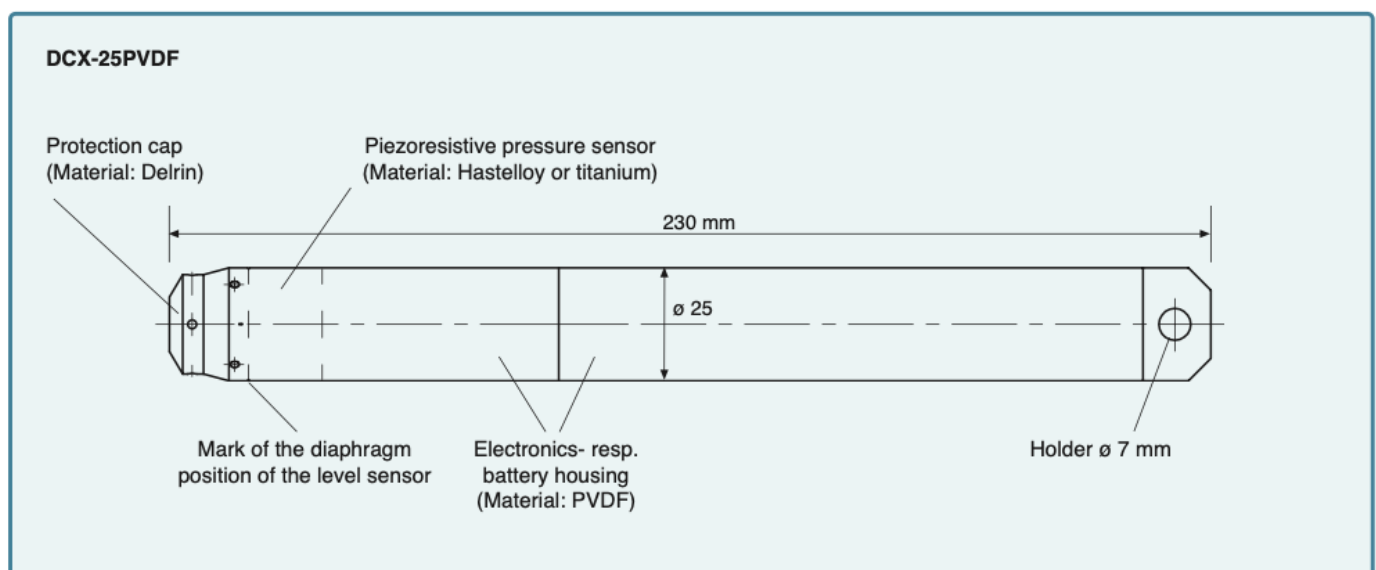 DCX-25PVDF
Protection cap
(Material: Delrin)
Piezoresistive pressure sensor
(Material: Hastelloy or titanium)
230 mm
ø 25
Mark of the diaphragm
position of the level sensor
Electronics- resp.
battery housing
(Material: PVDF)
Holder ø 7 mm